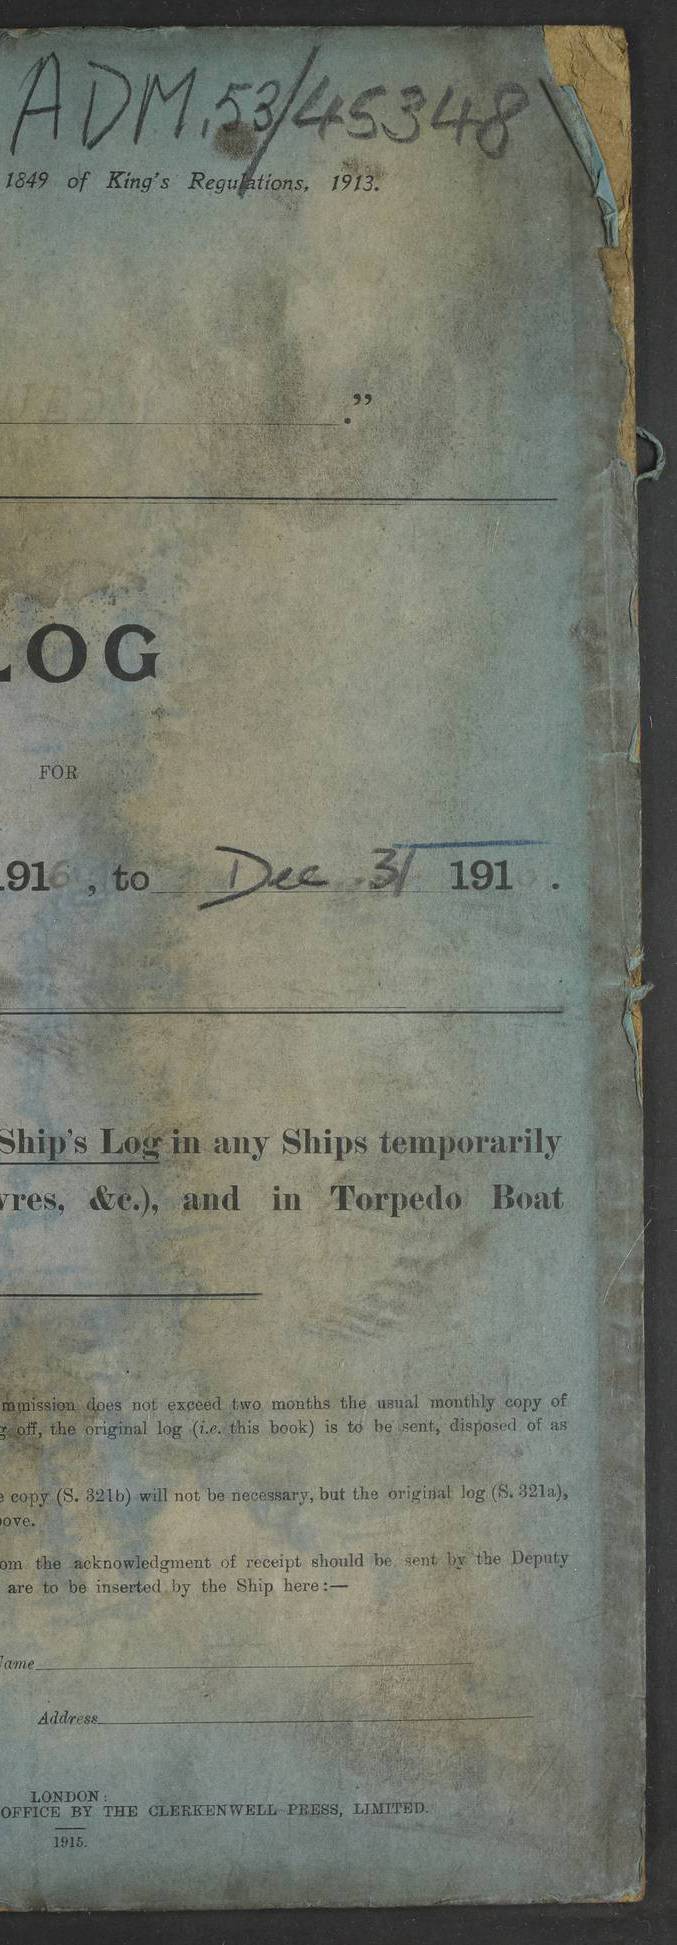 ADM.53/45348
1849 of King's Regulations, 1913.
."
LOG
FOR
1916, to Dec. 31 191 .
Ship's Log in any Ships temporarily
vres, &c.), and in Torpedo Boat
mmission does not exceed two months the usual monthly copy of
g off, the original log (i.e. this book) is to be sent, disposed of as
e copy (S. 321b) will not be necessary, but the original log (S. 321a),
ove.
om the acknowledgment of receipt should be sent by the Deputy
are to be inserted by the Ship here:—
Name
Address
LONDON:
OFFICE BY THE CLERKENWELL PRESS, LIMITED.
1915.